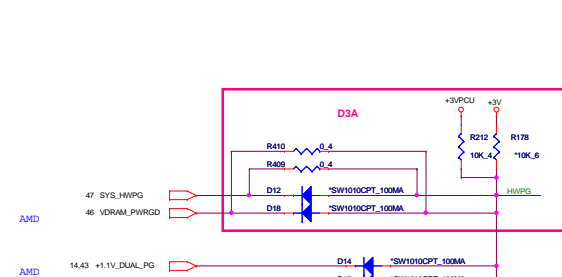 +3VPCU +3V
D3A
R410 0_4 R212 R178
10K_4 *10K_6
R409 0_4
47 SYS_HWPG D12 *SW1010CPT_100MA HWPG
46 VDRAM_PWRGD D18 *SW1010CPT_100MA
AMD
14,43 +1.1V_DUAL_PG D14 *SW1010CPT_100MA
AMD